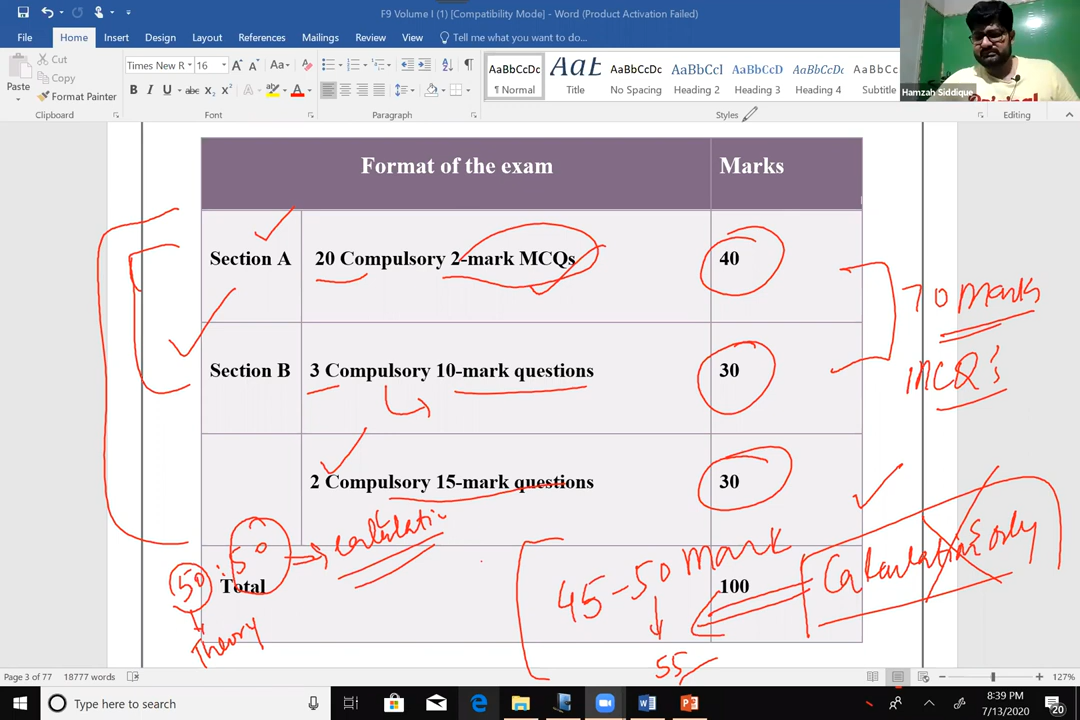 F9 Volume I (1) [Compatibility Mode] - Word (Product Activation Failed)
File Home Insert Design Layout References Mailings Review View Tell me what you want to do...
Paste
Cut
Copy
Format Painter
Clipboard
Times New R 16
Font
Paragraph
AaBbCcDc AaBb AaBbCcDc AaBbCcl AaBbCcD AaBbCcD AaBbCc
¶ Normal Title No Spacing Heading 2 Heading 3 Heading 4 Subtitle
Styles
Editing
Hamzah Siddique
Format of the exam Marks
Section A 20 Compulsory 2-mark MCQs 40
Section B 3 Compulsory 10-mark questions 30
2 Compulsory 15-mark questions 30
Total 100
70 marks
MCQ's
50 : 50
Theory
45-50 mark
55
Calculations only
Page 3 of 77 18777 words
127%
Type here to search
8:39 PM
7/13/2020
20